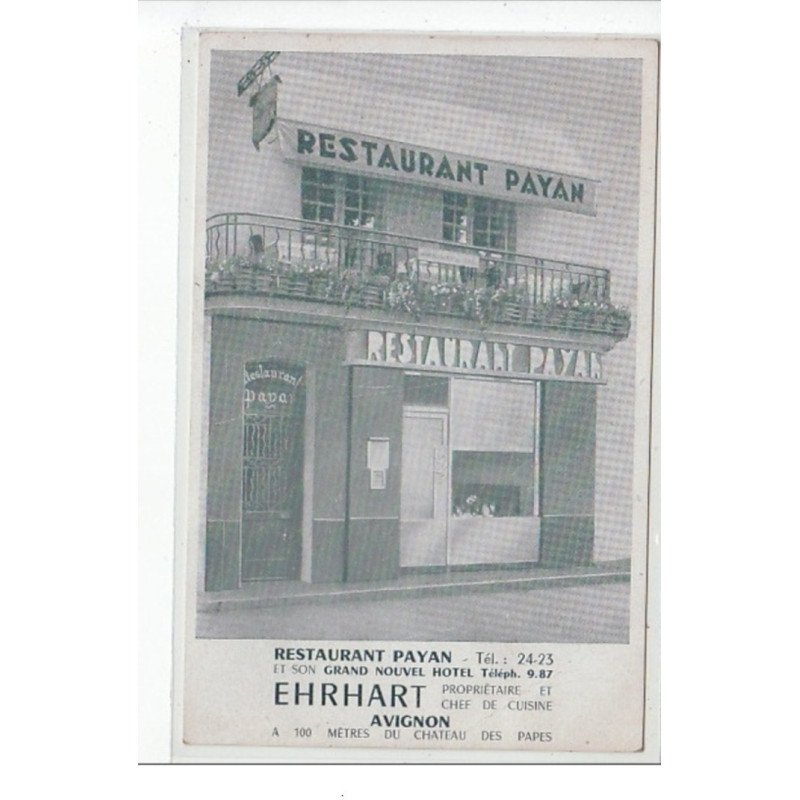 RESTAURANT PAYAN
RESTAURANT PAYAN
Restaurant
Payan
RESTAURANT PAYAN - Tél. : 24-23
ET SON GRAND NOUVEL HOTEL Téléph. 9.87
EHRHART PROPRIÉTAIRE ET
CHEF DE CUISINE
AVIGNON
A 100 MÈTRES DU CHATEAU DES PAPES